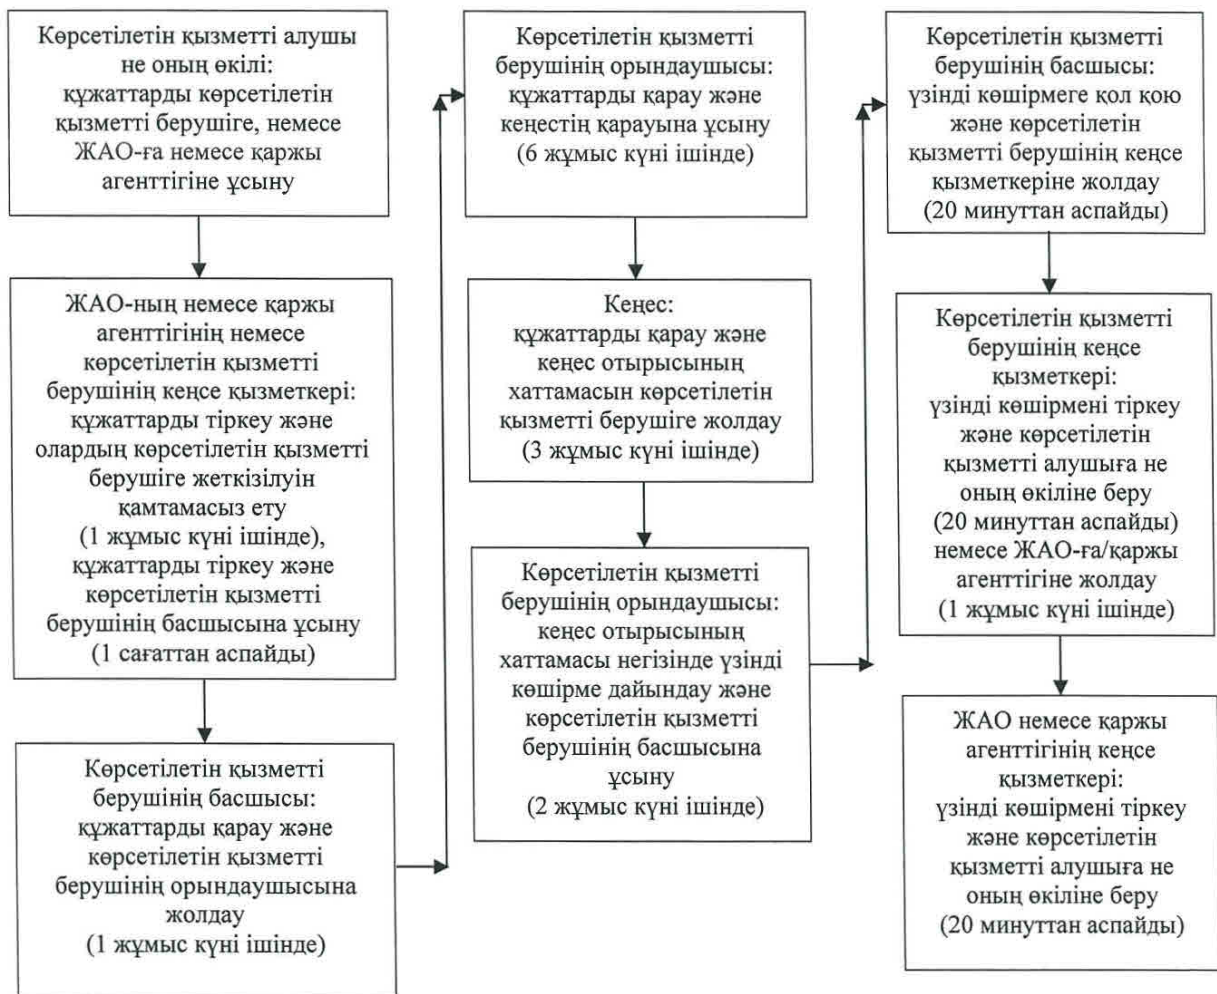 Көрсетілетін қызметті алушы
не оның өкілі:
құжаттарды көрсетілетін
қызметті берушіге, немесе
ЖАО-ға немесе қаржы
агенттігіне ұсыну
ЖАО-ның немесе қаржы
агенттігінің немесе
көрсетілетін қызметті
берушінің кеңсе қызметкері:
құжаттарды тіркеу және
олардың көрсетілетін қызметті
берушіге жеткізілуін
қамтамасыз ету
(1 жұмыс күні ішінде),
құжаттарды тіркеу және
көрсетілетін қызметті
берушінің басшысына ұсыну
(1 сағаттан аспайды)
Көрсетілетін қызметті
берушінің басшысы:
құжаттарды қарау және
көрсетілетін қызметті
берушінің орындаушысына
жолдау
(1 жұмыс күні ішінде)
Көрсетілетін қызметті
берушінің орындаушысы:
құжаттарды қарау және
кеңестің қарауына ұсыну
(6 жұмыс күні ішінде)
Кеңес:
құжаттарды қарау және
кеңес отырысының
хаттамасын көрсетілетін
қызметті берушіге жолдау
(3 жұмыс күні ішінде)
Көрсетілетін қызметті
берушінің орындаушысы:
кеңес отырысының
хаттамасы негізінде үзінді
көшірме дайындау және
көрсетілетін қызметті
берушінің басшысына
ұсыну
(2 жұмыс күні ішінде)
Көрсетілетін қызметті
берушінің басшысы:
үзінді көшірмеге қол қою
және көрсетілетін
қызметті берушінің кеңсе
қызметкеріне жолдау
(20 минуттан аспайды)
Көрсетілетін қызметті
берушінің кеңсе
қызметкері:
үзінді көшірмені тіркеу
және көрсетілетін
қызметті алушыға не
оның өкіліне беру
(20 минуттан аспайды)
немесе ЖАО-ға/қаржы
агенттігіне жолдау
(1 жұмыс күні ішінде)
ЖАО немесе қаржы
агенттігінің кеңсе
қызметкері:
үзінді көшірмені тіркеу
және көрсетілетін
қызметті алушыға не
оның өкіліне беру
(20 минуттан аспайды)